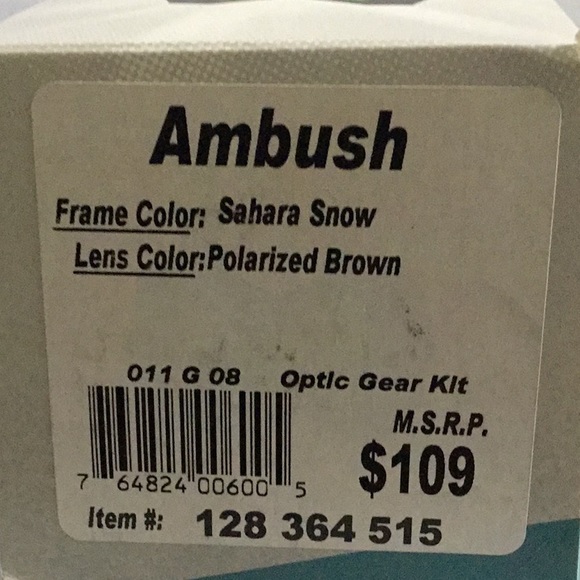 Ambush
Frame Color: Sahara Snow
Lens Color:Polarized Brown
011 G 08 Optic Gear Kit
M.S.R.P.
$109
7 64824 00600 5
Item #: 128 364 515